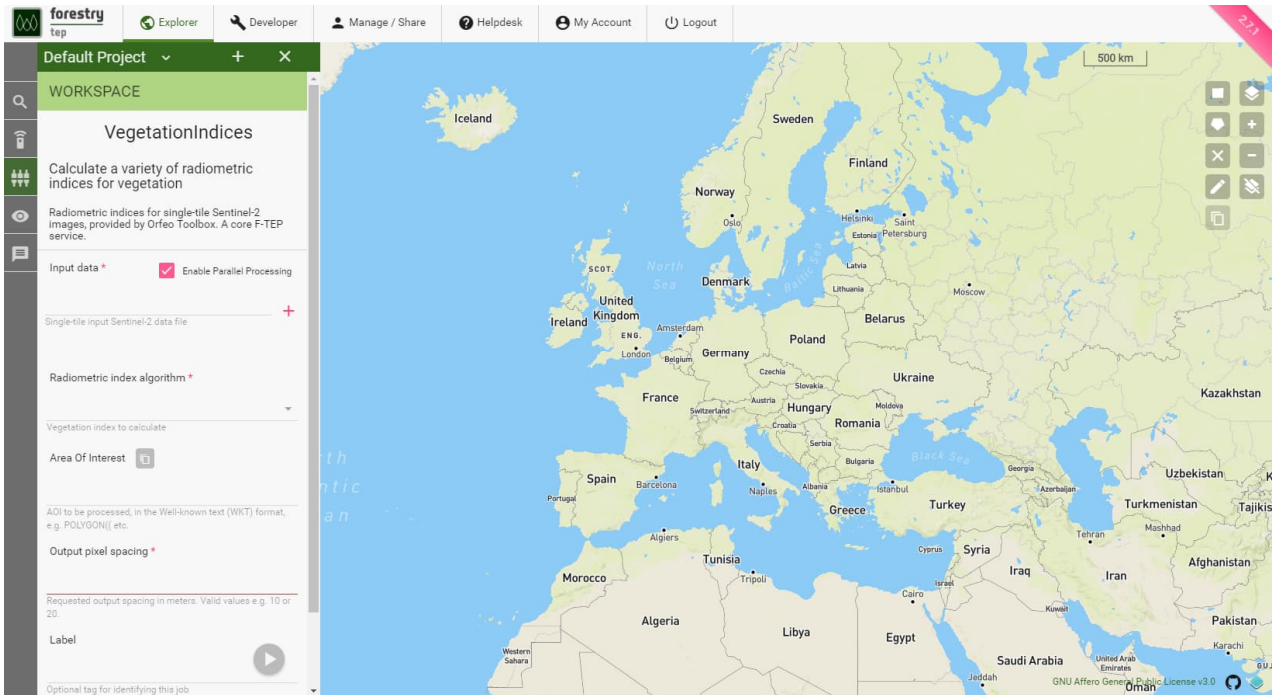 forestry
tep
Explorer
Developer
Manage / Share
Helpdesk
My Account
Logout
2.7.1
Default Project
WORKSPACE
VegetationIndices
Calculate a variety of radiometric
indices for vegetation
Radiometric indices for single-tile Sentinel-2
images, provided by Orfeo Toolbox. A core F-TEP
service.
Input data *
Enable Parallel Processing
Single-tile input Sentinel-2 data file
Radiometric index algorithm *
Vegetation index to calculate
Area Of Interest
AOI to be processed, in the Well-known text (WKT) format,
e.g. POLYGON(( etc.
Output pixel spacing *
Requested output spacing in meters. Valid values e.g. 10 or
20.
Label
Optional tag for identifying this job
500 km
Iceland
Sweden
Finland
Norway
Oslo
Helsinki
Saint
Petersburg
Estonia
SCOT.
North
Sea
Baltic Sea
Latvia
Denmark
Lithuania
Moscow
United
Kingdom
Ireland
ENG.
Amsterdam
Belarus
London
Belgium
Germany
Poland
Czechia
Slovakia
Ukraine
Kazakhstan
France
Switzerland
Austria
Hungary
Moldova
Croatia
Romania
Serbia
Italy
Bulgaria
Black Sea
Georgia
Uzbekistan
Spain
Barcelona
Portugal
Naples
Albania
Istanbul
Azerbaijan
Greece
Turkey
Turkmenistan
Tajikis
Mashhad
Algiers
Tehran
Tunisia
Cyprus
Syria
Afghanistan
Morocco
Tripoli
Iraq
Iran
Israel
Cairo
Kuwait
Algeria
Libya
Egypt
Pakistan
Karachi
Western
Sahara
Saudi Arabia
United Arab
Emirates
Jeddah
Oman
GNU Affero General Public License v3.0